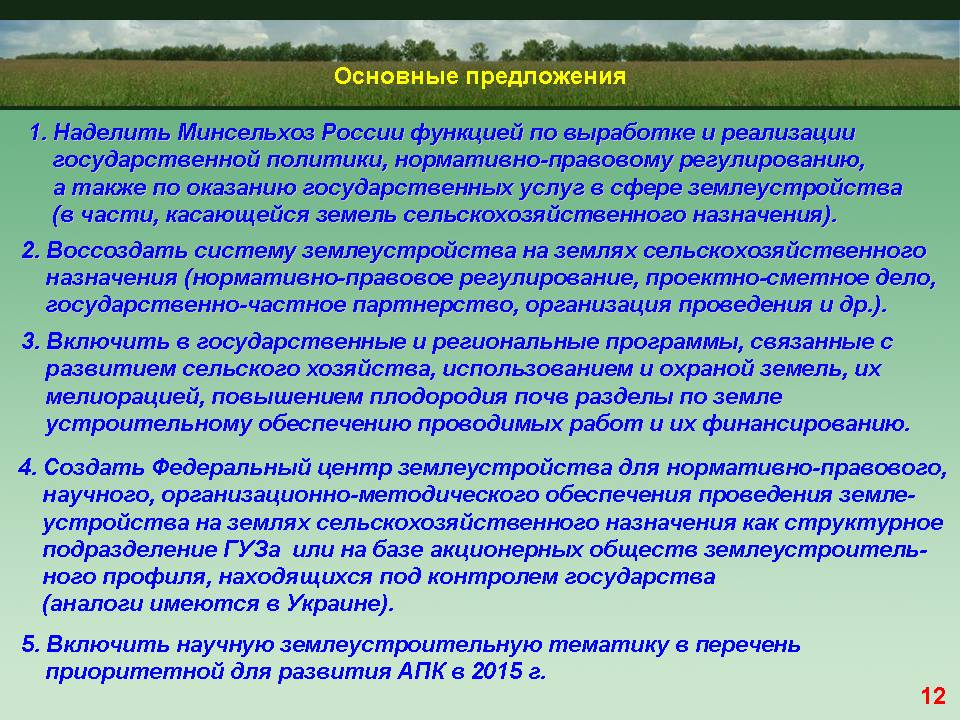 Основные предложения
1. Наделить Минсельхоз России функцией по выработке и реализации
государственной политики, нормативно-правовому регулированию,
а также по оказанию государственных услуг в сфере землеустройства
(в части, касающейся земель сельскохозяйственного назначения).
2. Воссоздать систему землеустройства на землях сельскохозяйственного
назначения (нормативно-правовое регулирование, проектно-сметное дело,
государственно-частное партнерство, организация проведения и др.).
3. Включить в государственные и региональные программы, связанные с
развитием сельского хозяйства, использованием и охраной земель, их
мелиорацией, повышением плодородия почв разделы по земле
устроительному обеспечению проводимых работ и их финансированию.
4. Создать Федеральный центр землеустройства для нормативно-правового,
научного, организационно-методического обеспечения проведения земле-
устройства на землях сельскохозяйственного назначения как структурное
подразделение ГУЗа или на базе акционерных обществ землеустроитель-
ного профиля, находящихся под контролем государства
(аналоги имеются в Украине).
5. Включить научную землеустроительную тематику в перечень
приоритетной для развития АПК в 2015 г.
12